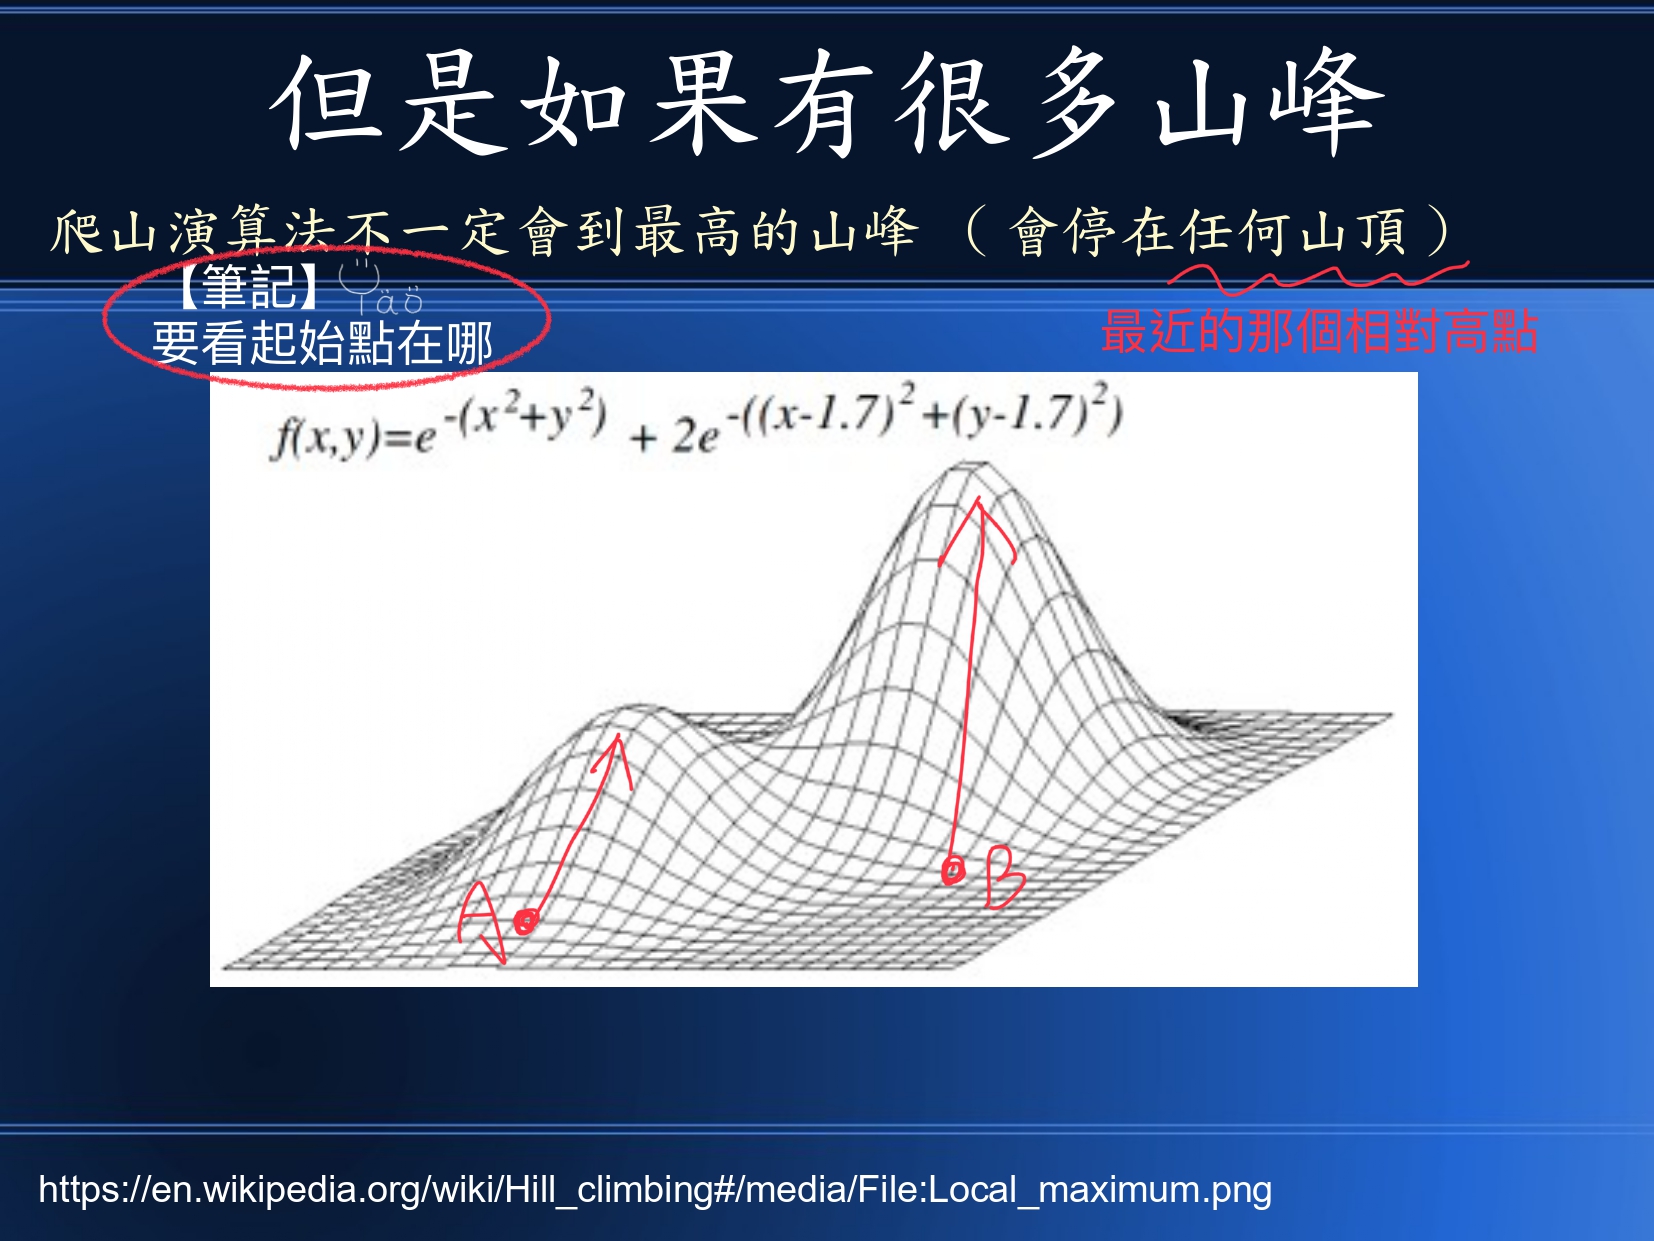 但是如果有很多山峰
爬山演算法不一定會到最高的山峰（會停在任何山頂）
【筆記】
要看起始點在哪
最近的那個相對高點
f(x,y)=e^-(x^2+y^2) + 2e^-((x-1.7)^2+(y-1.7)^2)
A
B
https://en.wikipedia.org/wiki/Hill_climbing#/media/File:Local_maximum.png